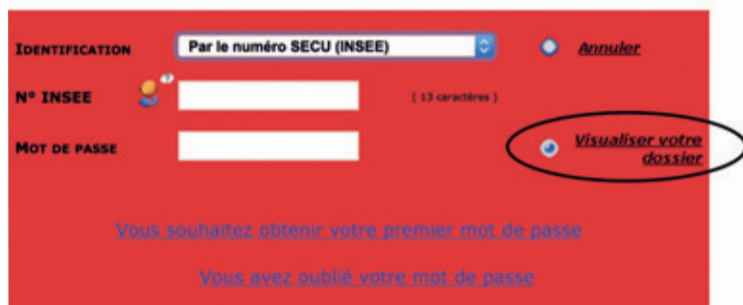 IDENTIFICATION Par le numéro SECU (INSEE) Annuler
N° INSEE ? ( 13 caractères )
MOT DE PASSE Visualiser votre
dossier
Vous souhaitez obtenir votre premier mot de passe
Vous avez oublié votre mot de passe